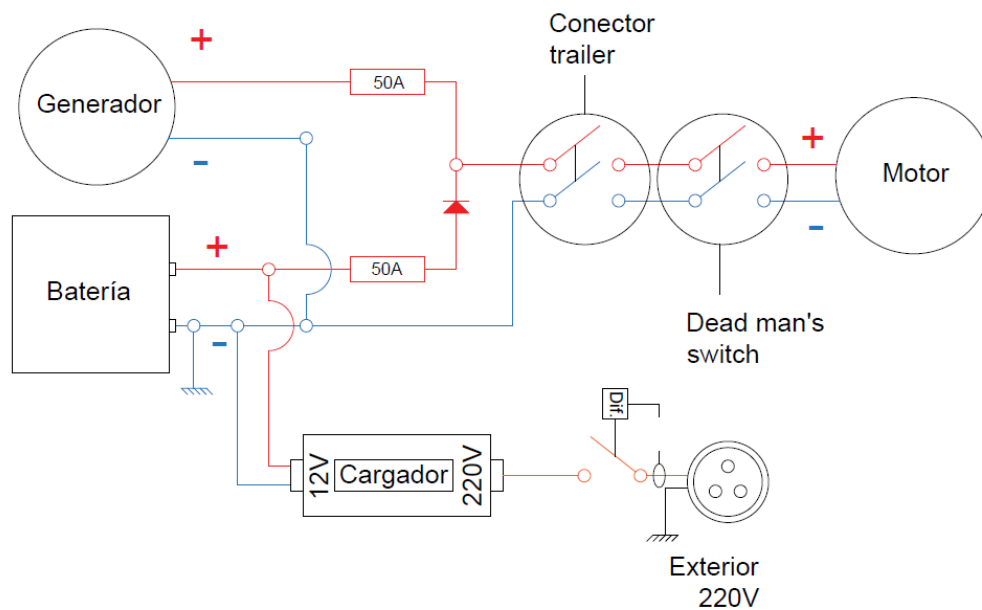 Conector
trailer
+
50A
Generador
-
+
Motor
-
+
50A
Batería
-
Dead man's
switch
Dif.
12V
Cargador
220V
Exterior
220V